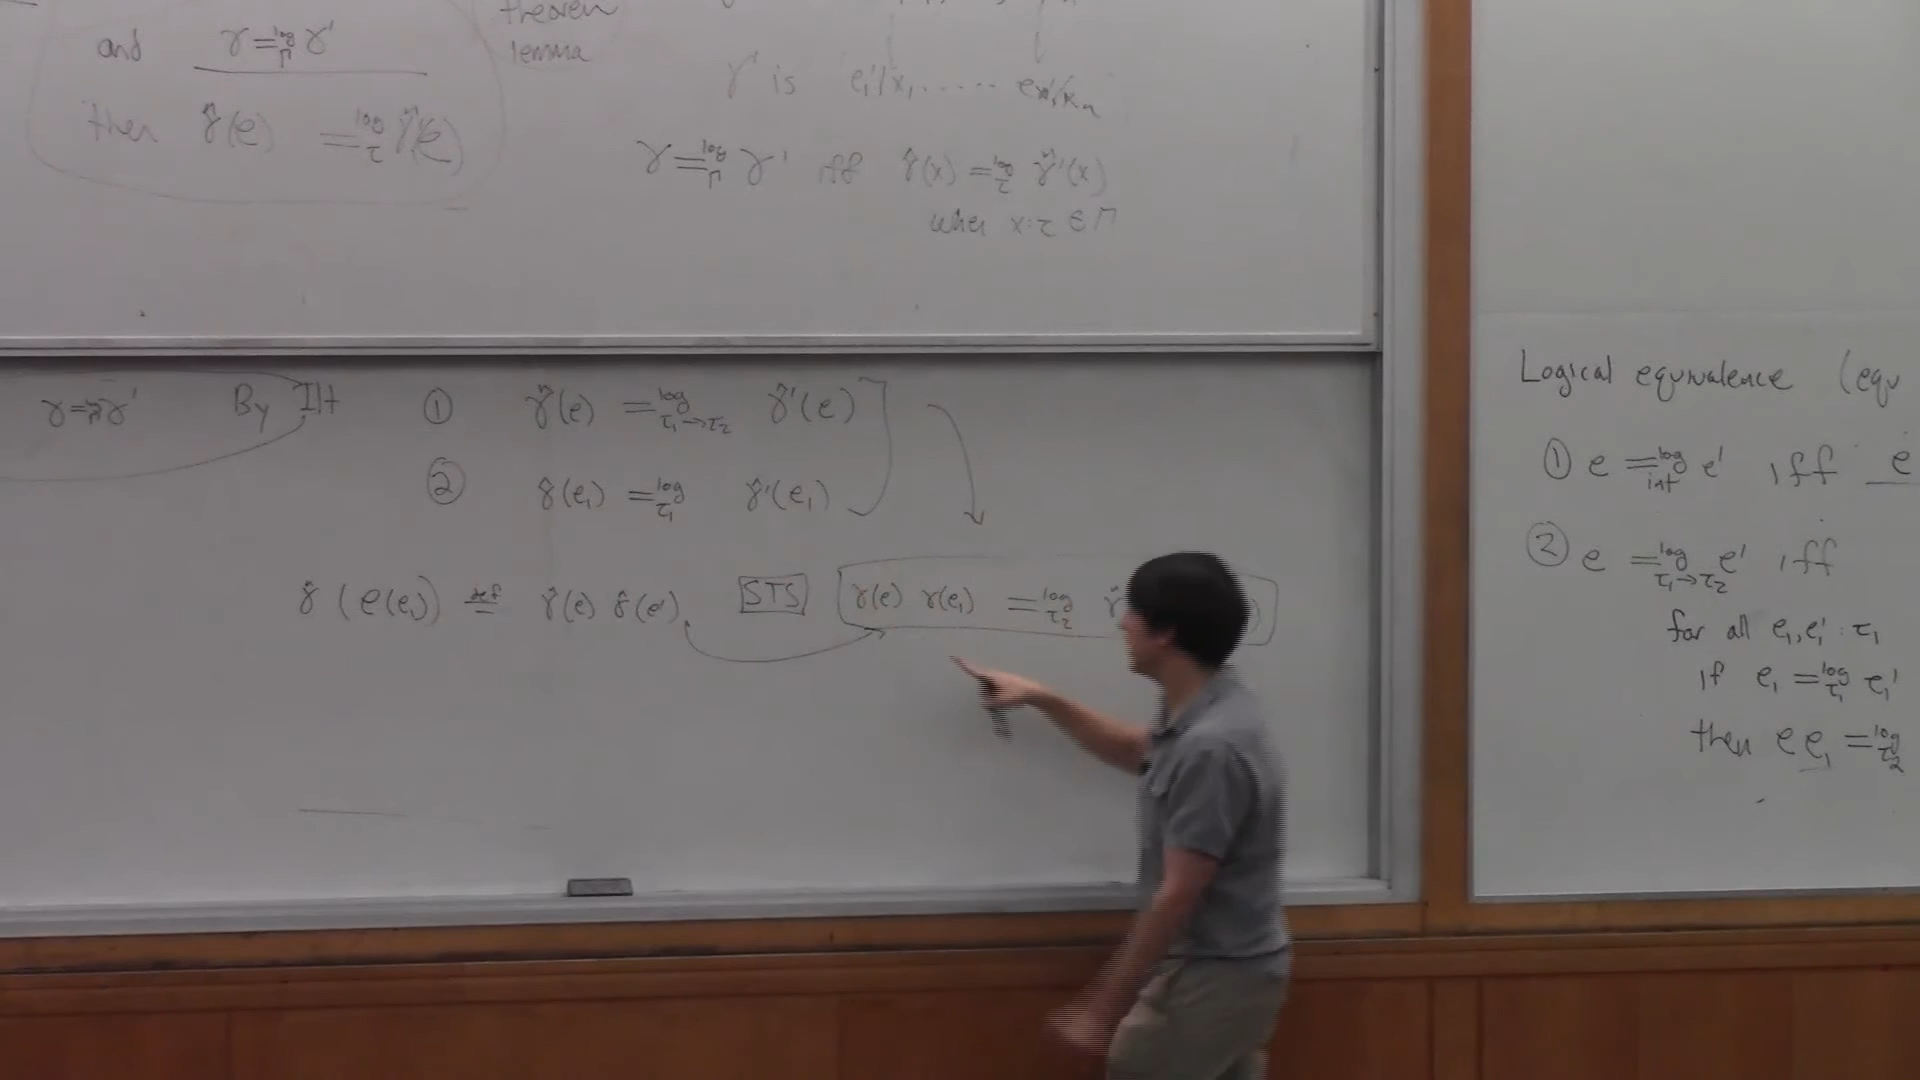 theorem
lemma
and γ =^log_Γ γ'
then γ̂(e) =^log_τ γ̂'(e)
γ' is e₁'/x₁, ..... eₙ'/xₙ
γ =^log_Γ γ' iff γ̂(x) =^log_τ γ̂'(x)
when x:τ ∈ Γ
γ = γ' By IH ① γ̂(e) =^log_τ₁→τ₂ γ̂'(e)
② γ̂(e₁) =^log_τ₁ γ̂'(e₁)
γ̂(e(e₁)) =^def γ̂(e) γ̂(e') STS γ(e) γ(e₁) =^log_τ₂ γ̂
Logical equivalence (equ
① e =^log_int e' iff e
② e =^log_τ₁→τ₂ e' iff
for all e₁,e₁' : τ₁
if e₁ =^log_τ₁ e₁'
then e e₁ =^log_τ₂